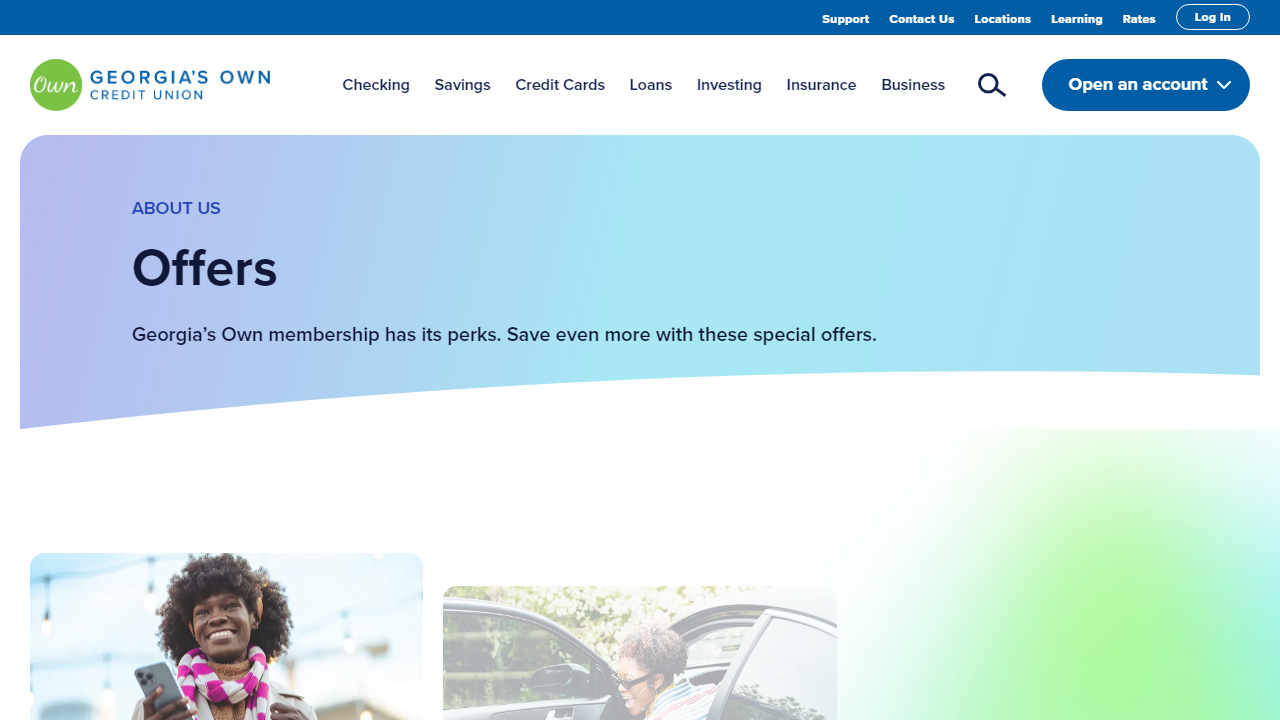 Support Contact Us Locations Learning Rates Log In
Own GEORGIA'S OWN
CREDIT UNION
Checking Savings Credit Cards Loans Investing Insurance Business Open an account
ABOUT US
Offers
Georgia’s Own membership has its perks. Save even more with these special offers.